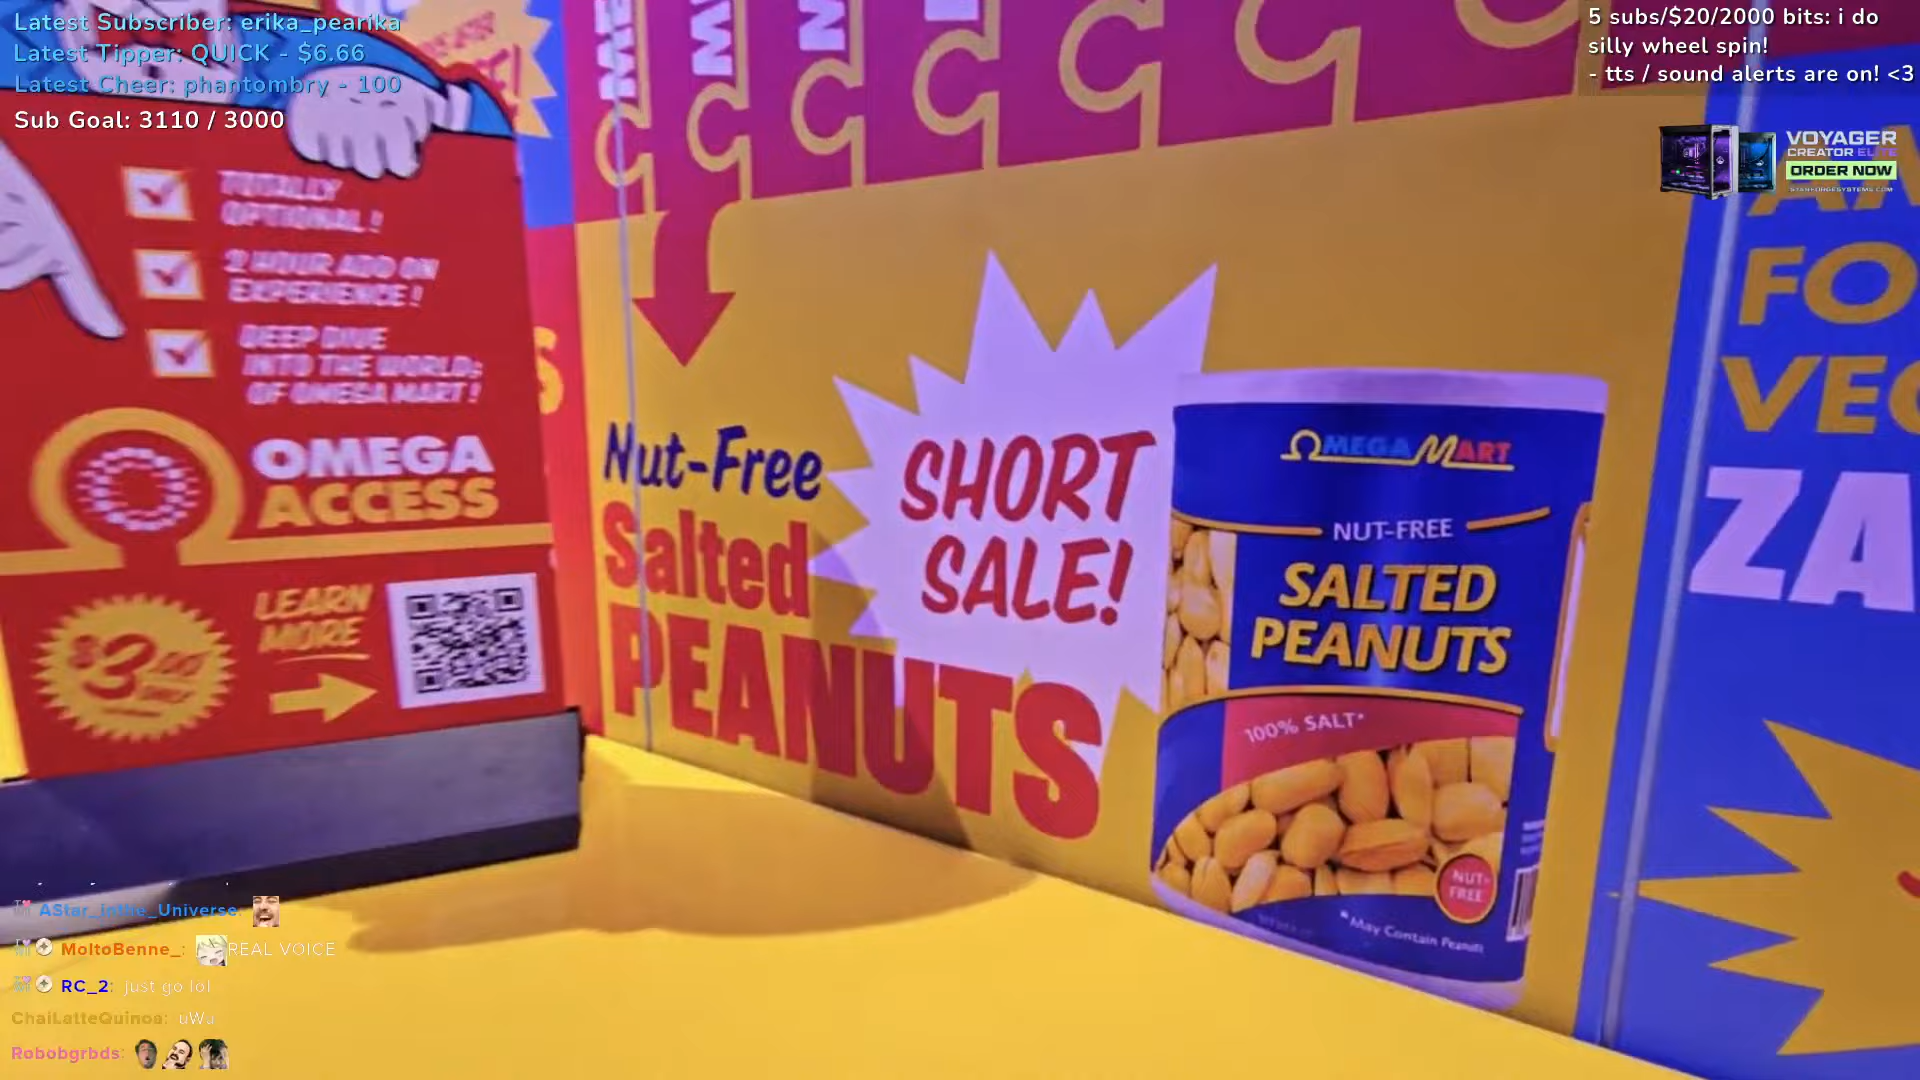 Latest Subscriber: erika_pearika
Latest Tipper: QUICK - $6.66
Latest Cheer: phantombry - 100
Sub Goal: 3110 / 3000
5 subs/$20/2000 bits: i do
silly wheel spin!
- tts / sound alerts are on! <3
VOYAGER
CREATOR ELITE
ORDER NOW
TOTALLY
OPTIONAL!
2 HOUR ADD ON
EXPERIENCE!
DEEP DIVE
INTO THE WORLDS
OF OMEGA MART!
OMEGA
ACCESS
LEARN
MORE
Nut-Free
Salted
PEANUTS
SHORT
SALE!
OMEGA MART
NUT-FREE
SALTED
PEANUTS
100% SALT*
NUT-
FREE
*May Contain Peanuts
FO
VEG
ZA
AStar_inthe_Universe:
MoltoBenne_: REAL VOICE
RC_2: Just go lol
ChaiLatteQuinoa: uWu
Robobgrbds: